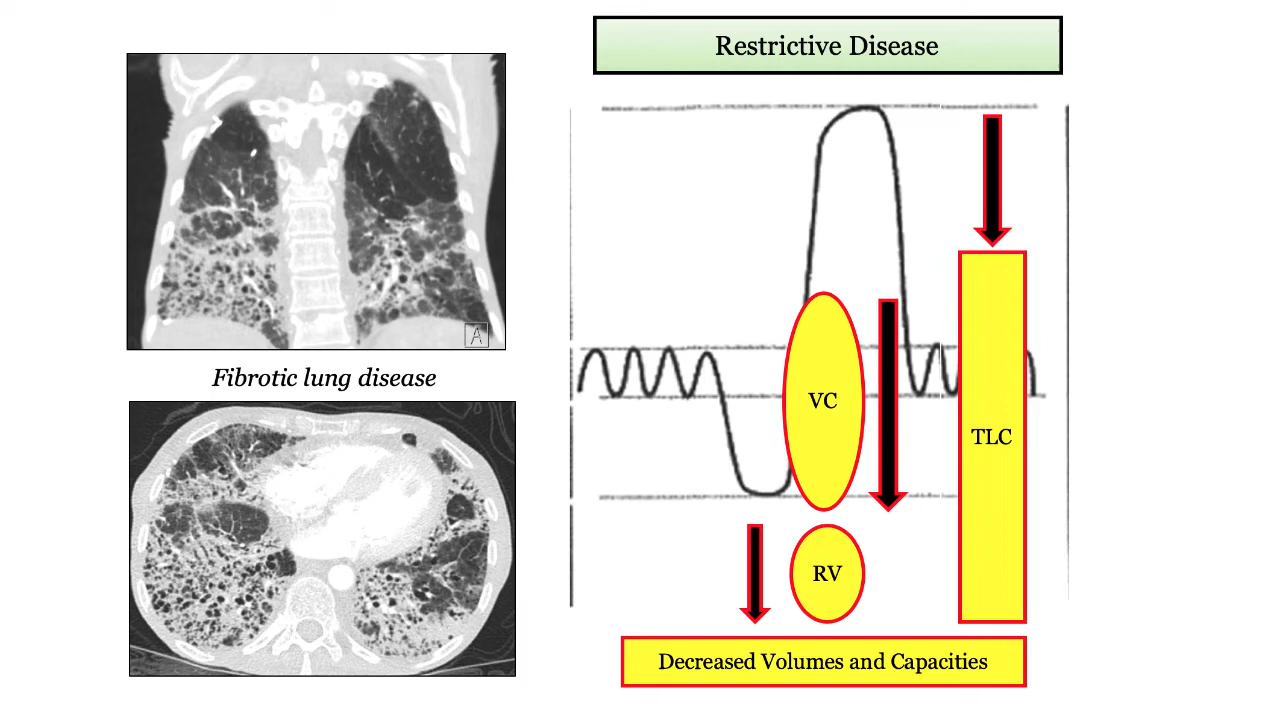 Restrictive Disease
A
Fibrotic lung disease
VC
TLC
RV
Decreased Volumes and Capacities